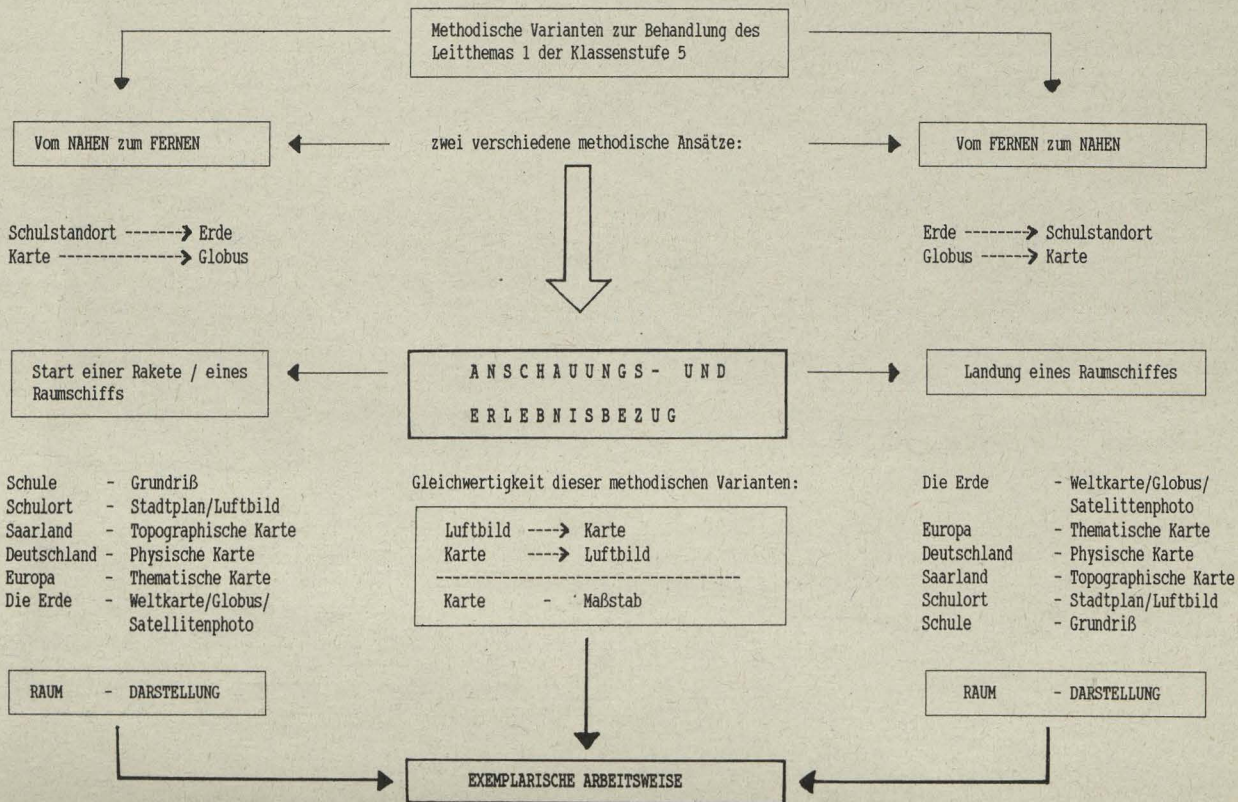 Methodische Varianten zur Behandlung des
Leitthemas 1 der Klassenstufe 5
Vom NAHEN zum FERNEN
zwei verschiedene methodische Ansätze:
Vom FERNEN zum NAHEN
Schulstandort -------> Erde
Karte --------------> Globus
Erde -------> Schulstandort
Globus ------> Karte
Start einer Rakete / eines
Raumschiffs
ANSCHAUUNGS- UND
ERLEBNISBEZUG
Landung eines Raumschiffes
Schule - Grundriß
Schulort - Stadtplan/Luftbild
Saarland - Topographische Karte
Deutschland - Physische Karte
Europa - Thematische Karte
Die Erde - Weltkarte/Globus/
Satellitenphoto
Gleichwertigkeit dieser methodischen Varianten:
Luftbild ----> Karte
Karte ----> Luftbild
Karte - Maßstab
Die Erde - Weltkarte/Globus/
Satelittenphoto
Europa - Thematische Karte
Deutschland - Physische Karte
Saarland - Topographische Karte
Schulort - Stadtplan/Luftbild
Schule - Grundriß
RAUM - DARSTELLUNG
RAUM - DARSTELLUNG
EXEMPLARISCHE ARBEITSWEISE